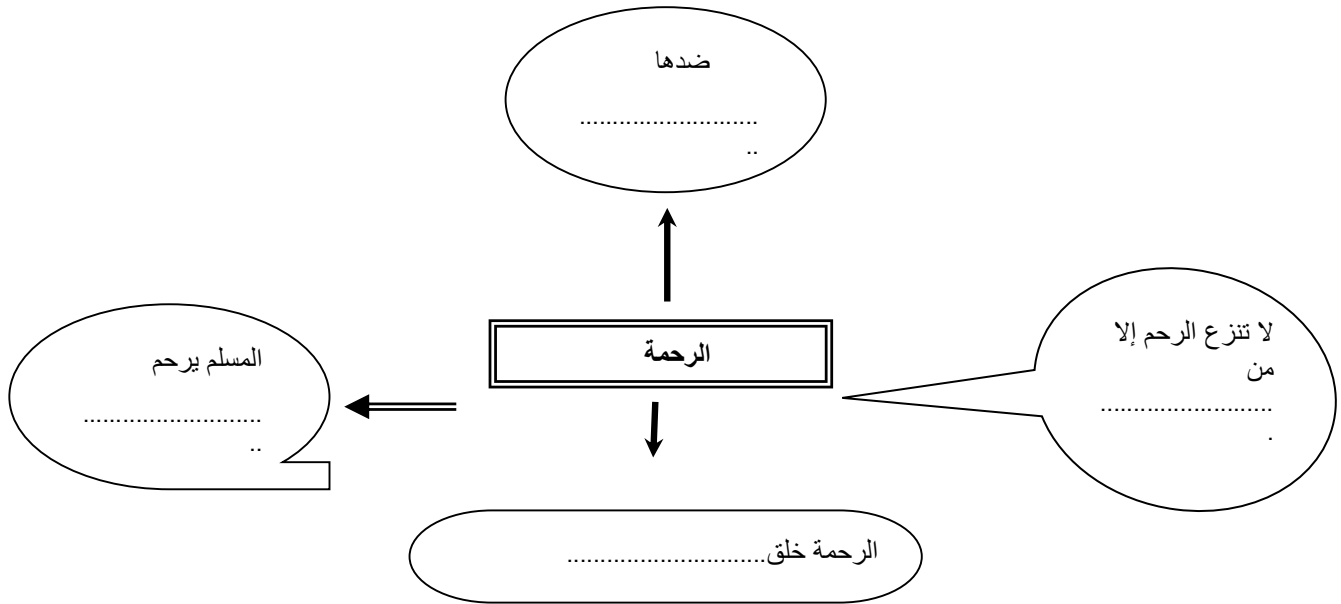 ضدها
...........................
..
الرحمة
لا تنزع الرحم إلا
من
..........................
.
المسلم يرحم
...........................
..
الرحمة خلق..............................